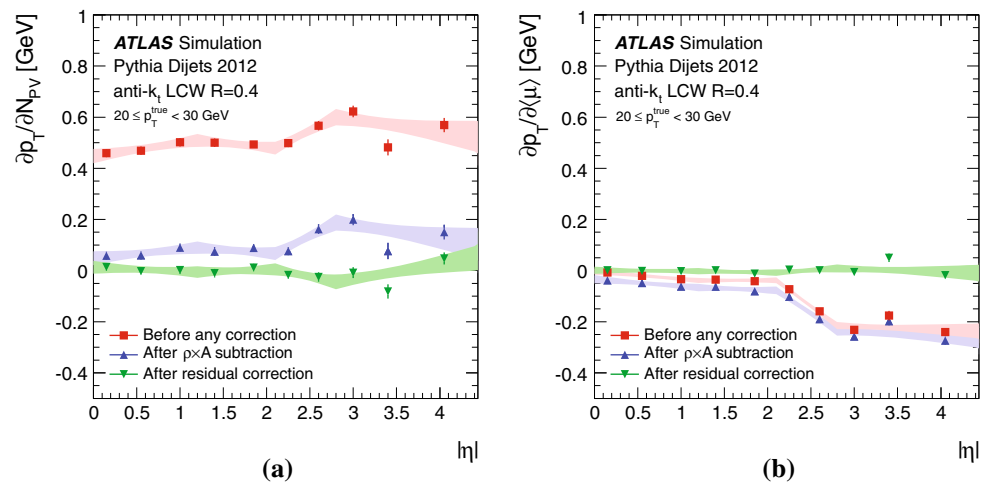 ∂p_T/∂N_PV [GeV]
1
0.8
0.6
0.4
0.2
0
-0.2
-0.4
ATLAS Simulation
Pythia Dijets 2012
anti-k_t LCW R=0.4
20 ≤ p_T^true < 30 GeV
Before any correction
After ρ×A subtraction
After residual correction
0 0.5 1 1.5 2 2.5 3 3.5 4
|η|
(a)
∂p_T/∂⟨μ⟩ [GeV]
1
0.8
0.6
0.4
0.2
0
-0.2
-0.4
ATLAS Simulation
Pythia Dijets 2012
anti-k_t LCW R=0.4
20 ≤ p_T^true < 30 GeV
Before any correction
After ρ×A subtraction
After residual correction
0 0.5 1 1.5 2 2.5 3 3.5 4
|η|
(b)